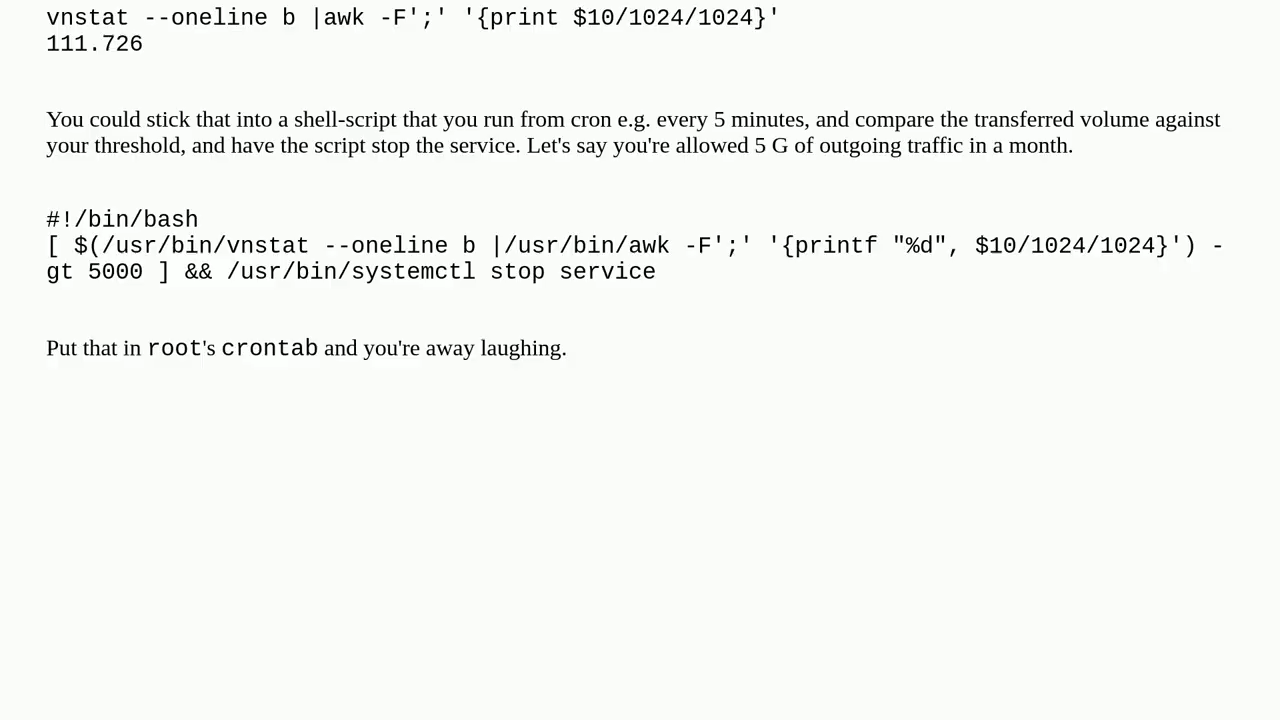 vnstat --oneline b |awk -F';' '{print $10/1024/1024}'
111.726
You could stick that into a shell-script that you run from cron e.g. every 5 minutes, and compare the transferred volume against
your threshold, and have the script stop the service. Let's say you're allowed 5 G of outgoing traffic in a month.
#!/bin/bash
[ $(/usr/bin/vnstat --oneline b |/usr/bin/awk -F';' '{printf "%d", $10/1024/1024}') -
gt 5000 ] && /usr/bin/systemctl stop service
Put that in root's crontab and you're away laughing.